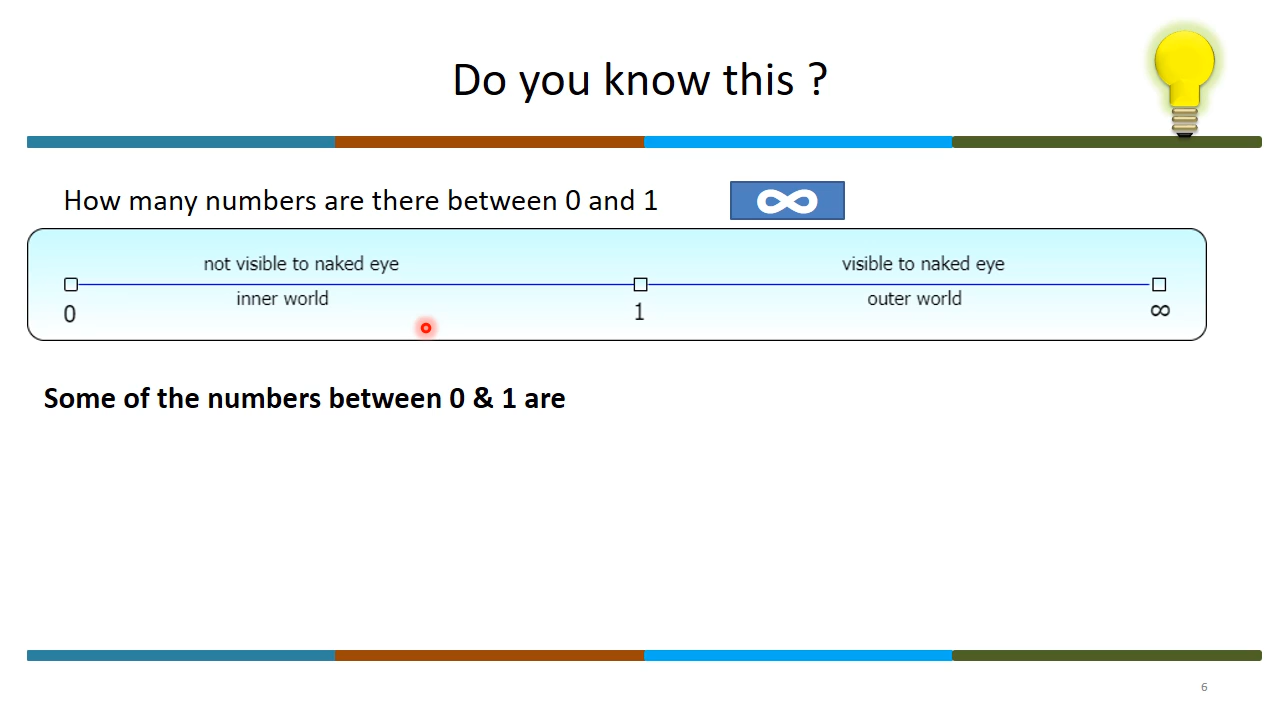 Do you know this ?
How many numbers are there between 0 and 1 ∞
not visible to naked eye visible to naked eye
inner world outer world
0 1 ∞
Some of the numbers between 0 & 1 are
6